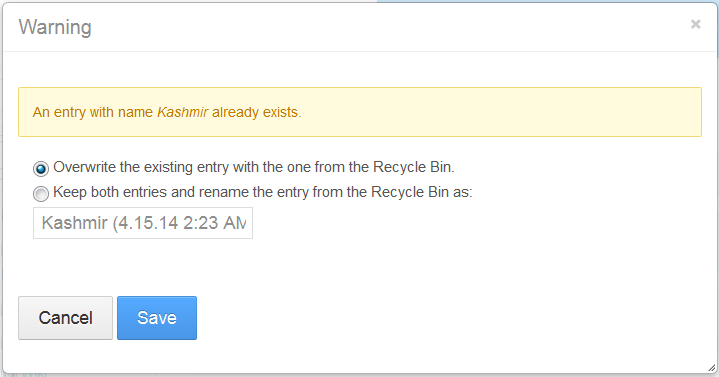 Warning
×
An entry with name Kashmir already exists.
Overwrite the existing entry with the one from the Recycle Bin.
Keep both entries and rename the entry from the Recycle Bin as:
Kashmir (4.15.14 2:23 AM
Cancel
Save